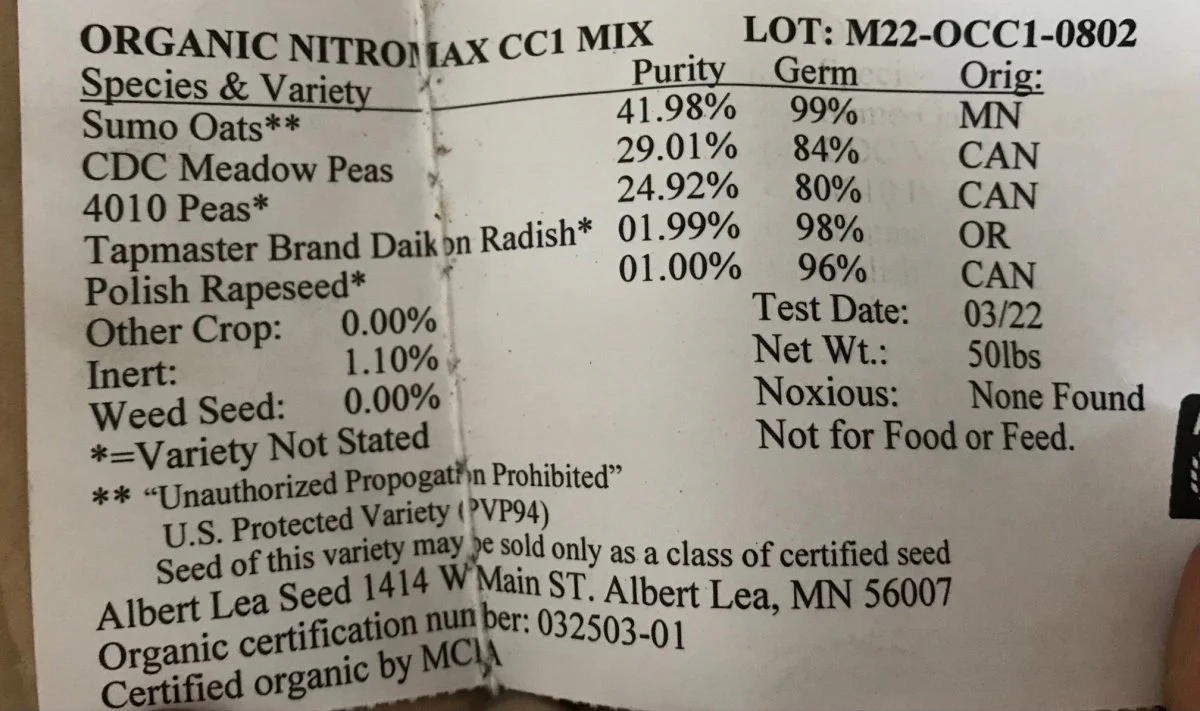 ORGANIC NITROMAX CC1 MIX LOT: M22-OCC1-0802
Species & Variety Purity Germ Orig:
Sumo Oats** 41.98% 99% MN
CDC Meadow Peas 29.01% 84% CAN
4010 Peas* 24.92% 80% CAN
Tapmaster Brand Daikon Radish* 01.99% 98% OR
Polish Rapeseed* 01.00% 96% CAN
Other Crop: 0.00% Test Date: 03/22
Inert: 1.10% Net Wt.: 50lbs
Weed Seed: 0.00% Noxious: None Found
*=Variety Not Stated Not for Food or Feed.
** “Unauthorized Propogation Prohibited”
U.S. Protected Variety (PVP94)
Seed of this variety may be sold only as a class of certified seed
Albert Lea Seed 1414 W Main ST. Albert Lea, MN 56007
Organic certification number: 032503-01
Certified organic by MCIA